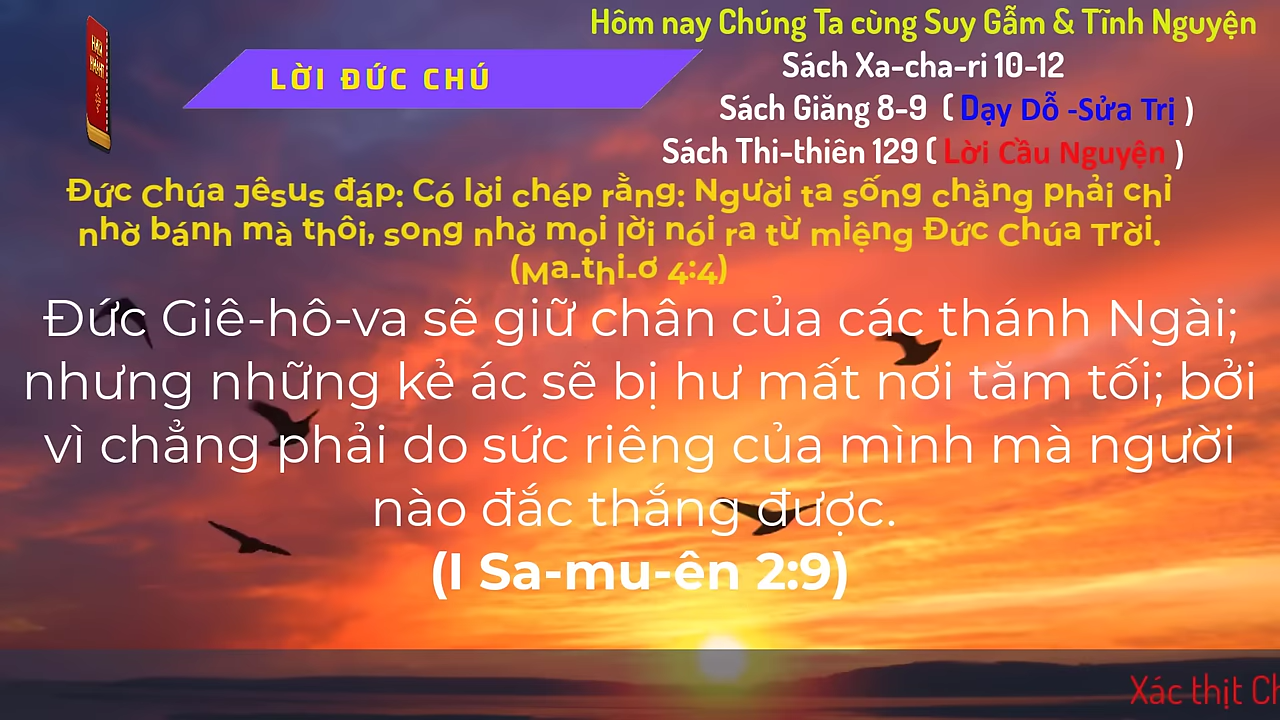 Hôm nay Chúng Ta cùng Suy Gẫm & Tĩnh Nguyện
LỜI ĐỨC CHÚ
Sách Xa-cha-ri 10-12
Sách Giăng 8-9 ( Dạy Dỗ -Sửa Trị )
Sách Thi-thiên 129 ( Lời Cầu Nguyện )
Đức Chúa Jêsus đáp: Có lời chép rằng: Người ta sống chẳng phải chỉ
nhờ bánh mà thôi, song nhờ mọi lời nói ra từ miệng Đức Chúa Trời.
(Ma-thi-ơ 4:4)
Đức Giê-hô-va sẽ giữ chân của các thánh Ngài;
nhưng những kẻ ác sẽ bị hư mất nơi tăm tối; bởi
vì chẳng phải do sức riêng của mình mà người
nào đắc thắng được.
(I Sa-mu-ên 2:9)
Xác thịt Ch